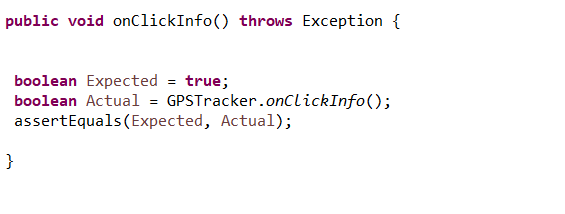 public void onClickInfo() throws Exception {
boolean Expected = true;
boolean Actual = GPSTracker.onClickInfo();
assertEquals(Expected, Actual);
}